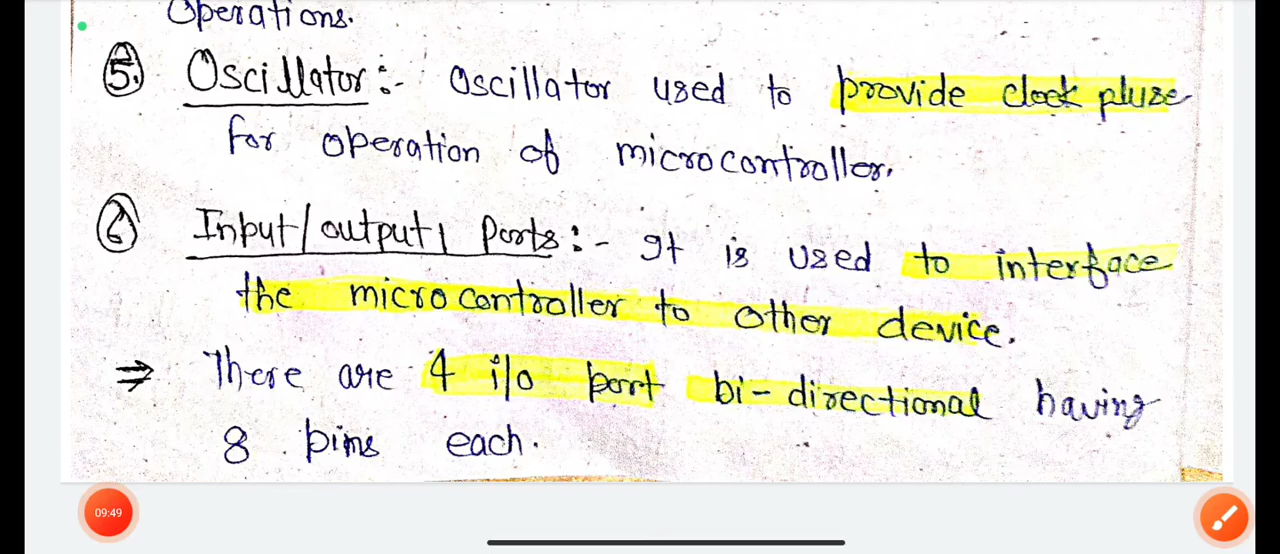 Operations.
5. Oscillator :- Oscillator used to provide clock pluse
for operation of microcontroller.
6 Input/output Ports :- It is used to interface
the microcontroller to other device.
⇒ There are 4 i/o port bi-directional having
8 pins each.
09:49